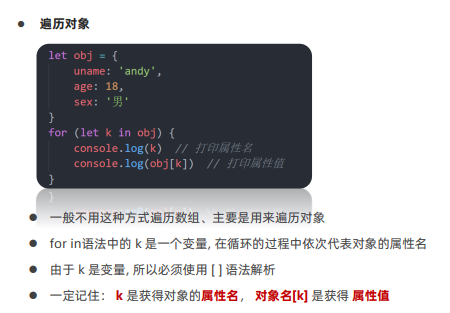 ● 遍历对象
let obj = {
    uname: 'andy',
    age: 18,
    sex: '男'
}
for (let k in obj) {
    console.log(k)  // 打印属性名
    console.log(obj[k])  // 打印属性值
}
● 一般不用这种方式遍历数组、主要是用来遍历对象
● for in语法中的 k 是一个变量, 在循环的过程中依次代表对象的属性名
● 由于 k 是变量, 所以必须使用 [ ] 语法解析
● 一定记住： k 是获得对象的属性名， 对象名[k] 是获得 属性值